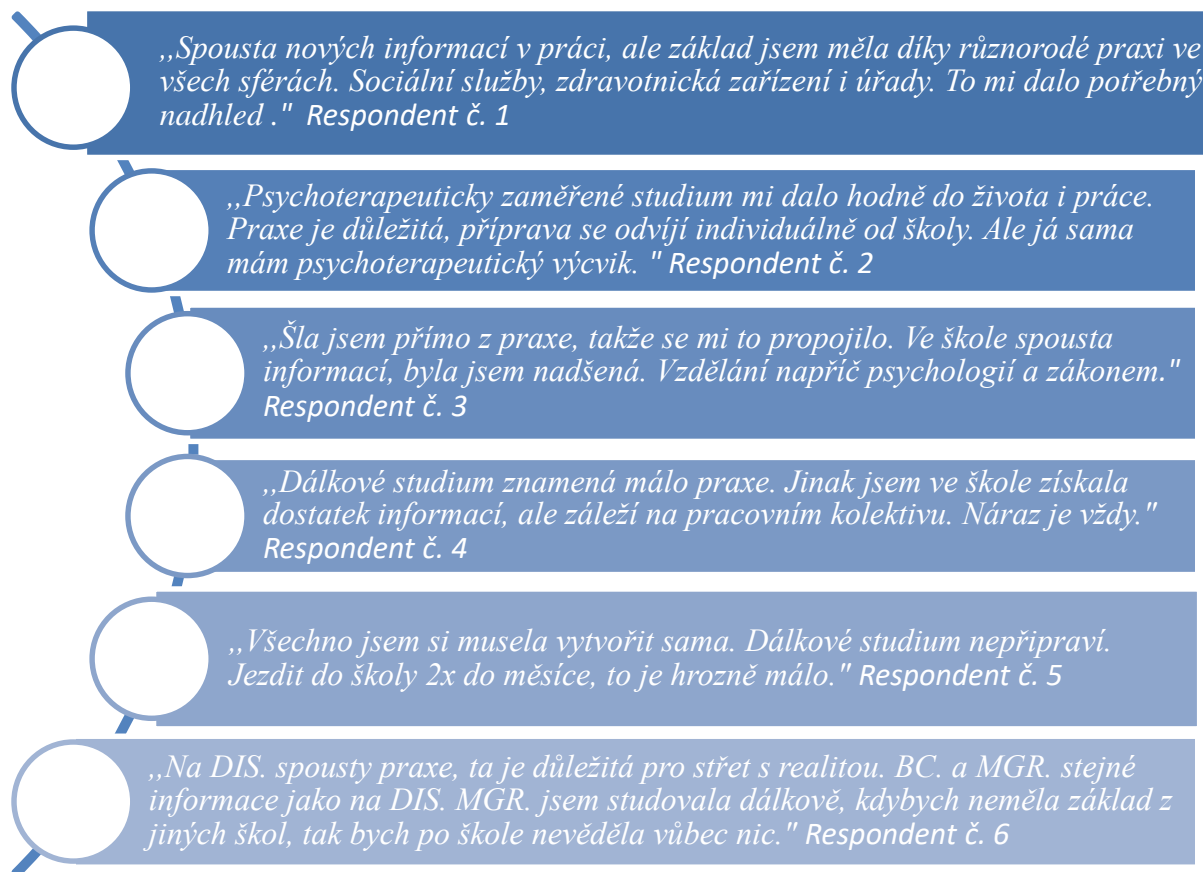 ,,Spousta nových informací v práci, ale základ jsem měla díky různorodé praxi ve
všech sférách. Sociální služby, zdravotnická zařízení i úřady. To mi dalo potřebný
nadhled ." Respondent č. 1
,,Psychoterapeuticky zaměřené studium mi dalo hodně do života i práce.
Praxe je důležitá, příprava se odvíjí individuálně od školy. Ale já sama
mám psychoterapeutický výcvik. " Respondent č. 2
,,Šla jsem přímo z praxe, takže se mi to propojilo. Ve škole spousta
informací, byla jsem nadšená. Vzdělání napříč psychologií a zákonem."
Respondent č. 3
,,Dálkové studium znamená málo praxe. Jinak jsem ve škole získala
dostatek informací, ale záleží na pracovním kolektivu. Náraz je vždy."
Respondent č. 4
,,Všechno jsem si musela vytvořit sama. Dálkové studium nepřipraví.
Jezdit do školy 2x do měsíce, to je hrozně málo." Respondent č. 5
,,Na DIS. spousty praxe, ta je důležitá pro střet s realitou. BC. a MGR. stejné
informace jako na DIS. MGR. jsem studovala dálkově, kdybych neměla základ z
jiných škol, tak bych po škole nevěděla vůbec nic." Respondent č. 6